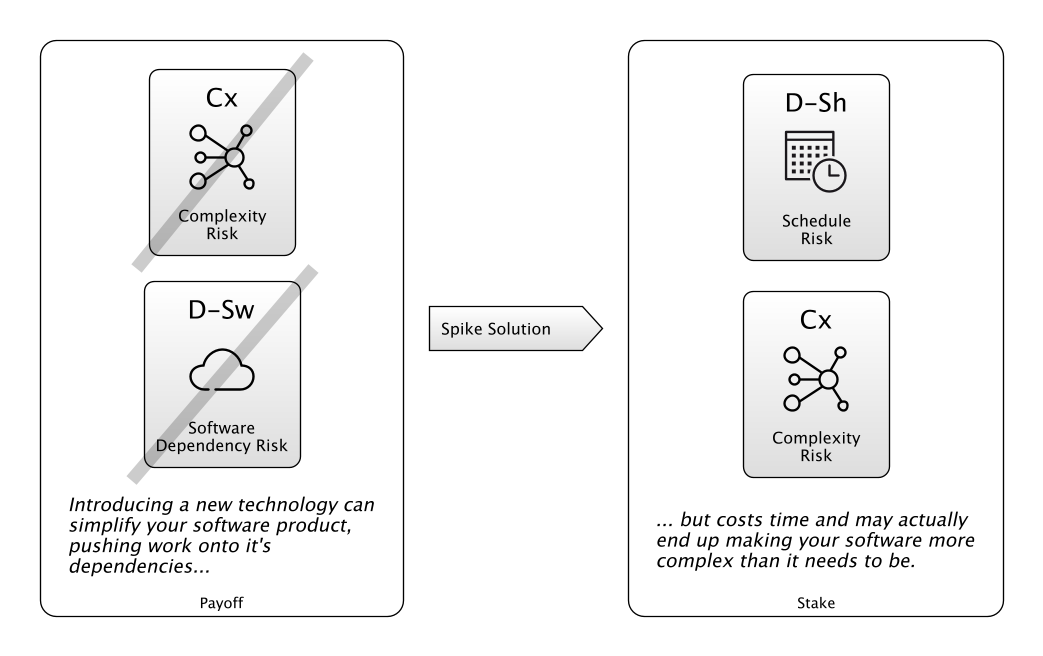 Cx
Complexity
Risk
D-Sw
Software
Dependency Risk
Introducing a new technology can
simplify your software product,
pushing work onto it's
dependencies...
Payoff
Spike Solution
D-Sh
Schedule
Risk
Cx
Complexity
Risk
... but costs time and may actually
end up making your software more
complex than it needs to be.
Stake